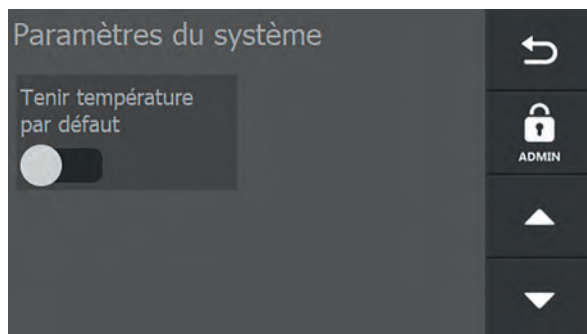 Paramètres du système
Tenir température
par défaut
ADMIN